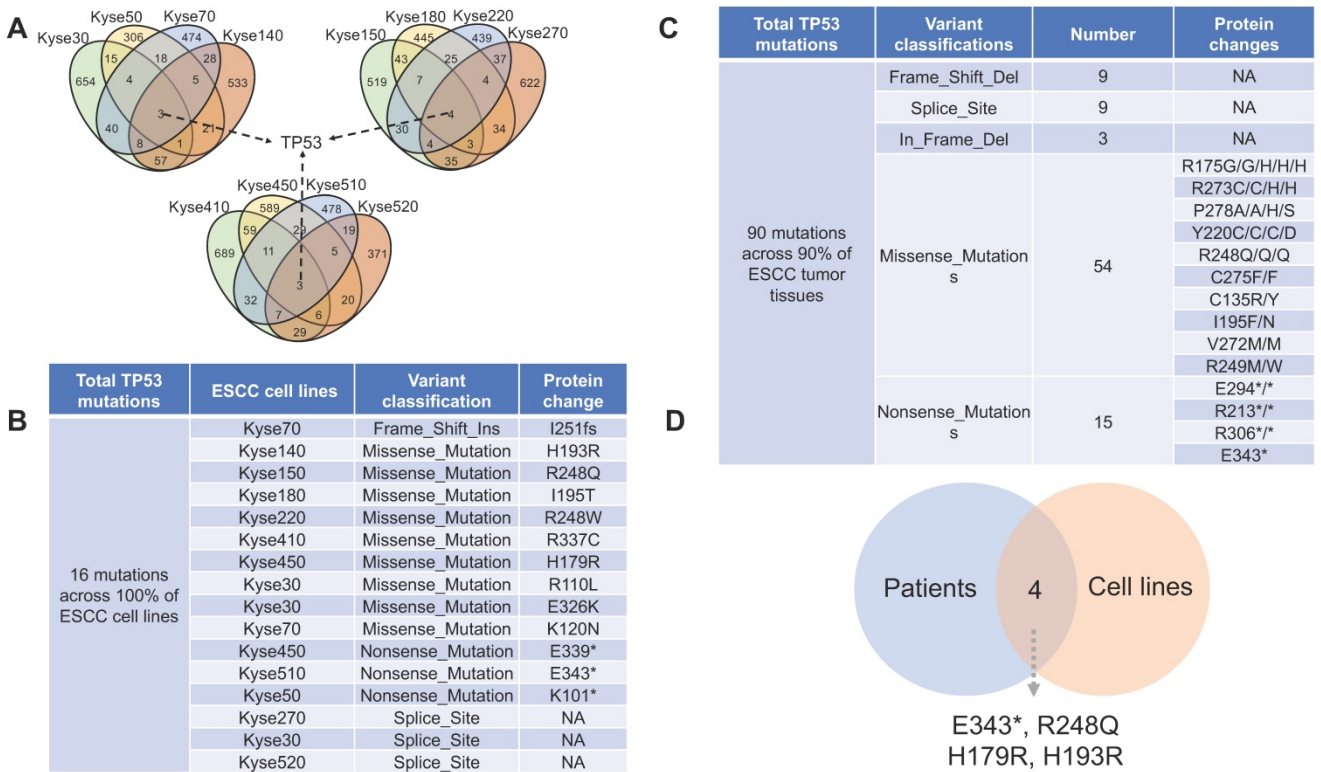 A
Kyse30
Kyse50
Kyse70
Kyse140
306
474
15
18
28
654
4
5
533
3
40
21
8
1
57
Kyse150
Kyse180
Kyse220
Kyse270
445
439
43
25
37
519
7
4
622
4
30
34
4
3
35
TP53
Kyse410
Kyse450
Kyse510
Kyse520
589
478
59
29
19
689
11
5
371
3
32
20
7
6
29
B
Total TP53 mutations ESCC cell lines Variant classification Protein change
16 mutations
across 100% of
ESCC cell lines
Kyse70 Frame_Shift_Ins I251fs
Kyse140 Missense_Mutation H193R
Kyse150 Missense_Mutation R248Q
Kyse180 Missense_Mutation I195T
Kyse220 Missense_Mutation R248W
Kyse410 Missense_Mutation R337C
Kyse450 Missense_Mutation H179R
Kyse30 Missense_Mutation R110L
Kyse30 Missense_Mutation E326K
Kyse70 Missense_Mutation K120N
Kyse450 Nonsense_Mutation E339*
Kyse510 Nonsense_Mutation E343*
Kyse50 Nonsense_Mutation K101*
Kyse270 Splice_Site NA
Kyse30 Splice_Site NA
Kyse520 Splice_Site NA
C
Total TP53 mutations Variant classifications Number Protein changes
90 mutations
across 90% of
ESCC tumor
tissues
Frame_Shift_Del 9 NA
Splice_Site 9 NA
In_Frame_Del 3 NA
Missense_Mutation
s
54
R175G/G/H/H/H
R273C/C/H/H
P278A/A/H/S
Y220C/C/C/D
R248Q/Q/Q
C275F/F
C135R/Y
I195F/N
V272M/M
R249M/W
Nonsense_Mutation
s
15
E294*/*
R213*/*
R306*/*
E343*
D
Patients
4
Cell lines
E343*, R248Q
H179R, H193R